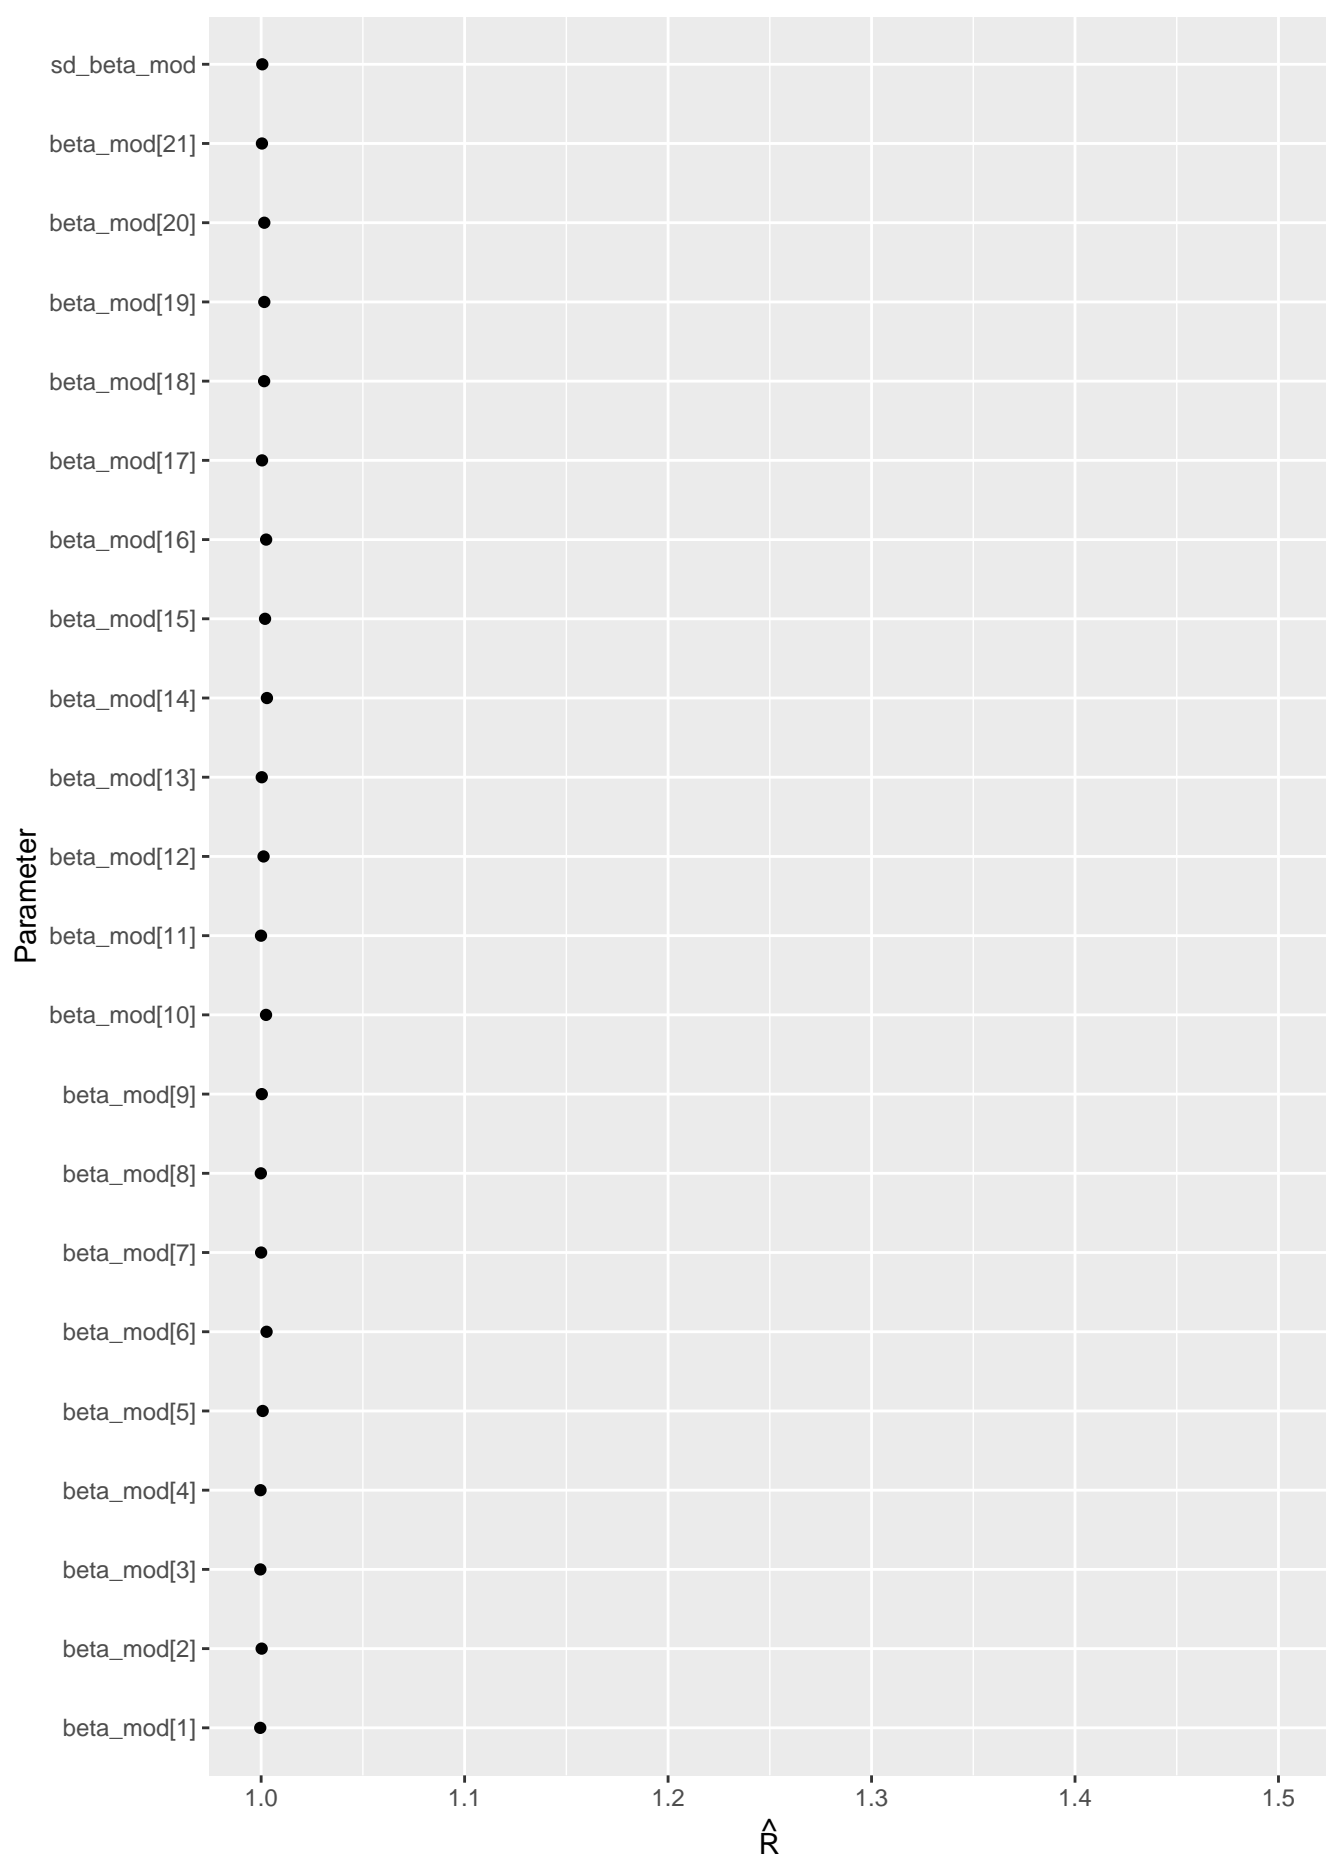 sd_beta_mod
beta_mod[21]
beta_mod[20]
beta_mod[19]
beta_mod[18]
beta_mod[17]
beta_mod[16]
beta_mod[15]
beta_mod[14]
beta_mod[13]
beta_mod[12]
beta_mod[11]
beta_mod[10]
beta_mod[9]
beta_mod[8]
beta_mod[7]
beta_mod[6]
beta_mod[5]
beta_mod[4]
beta_mod[3]
beta_mod[2]
beta_mod[1]
Parameter
1.0 1.1 1.2 1.3 1.4 1.5
R̂